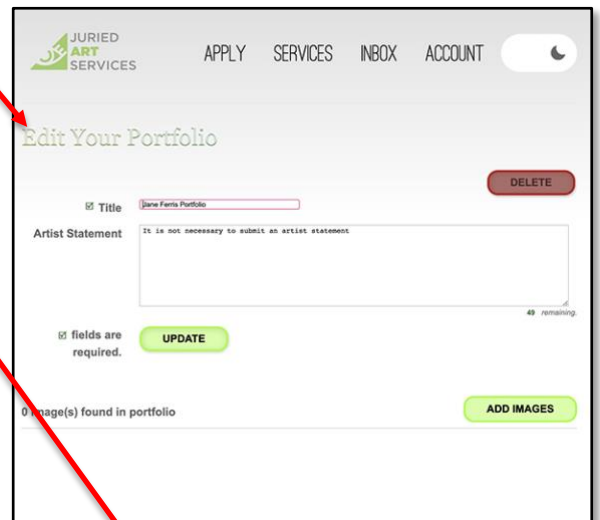 JURIED
ART
SERVICES
APPLY SERVICES INBOX ACCOUNT
Edit Your Portfolio
DELETE
Title
Jane Ferris Portfolio
Artist Statement
It is not necessary to submit an artist statement
49 remaining.
fields are
required.
UPDATE
0 image(s) found in portfolio
ADD IMAGES